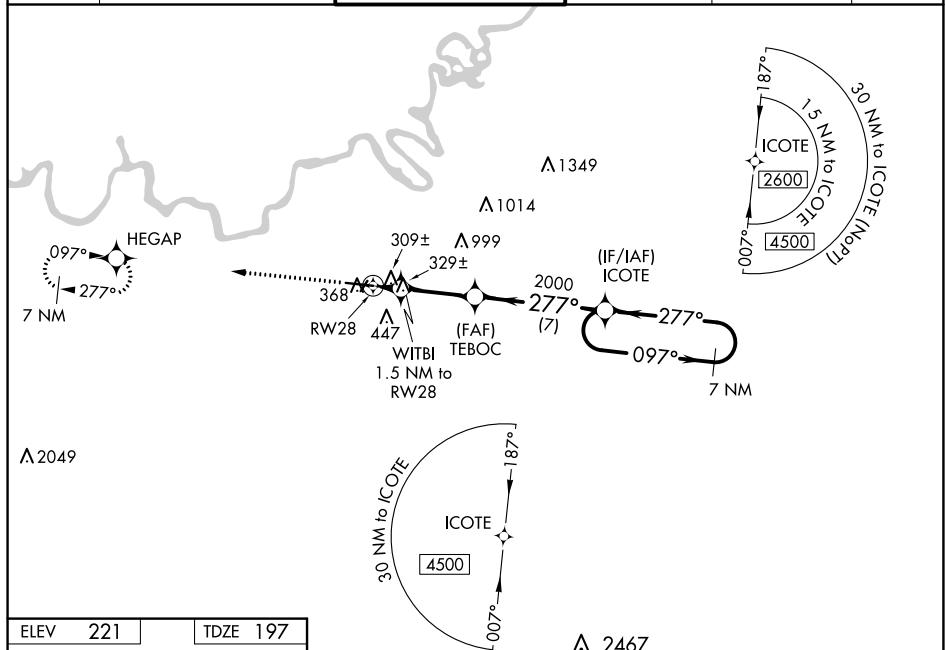 187°
30 NM to ICOTE (NoPT)
15 NM to ICOTE
ICOTE
2600
4500
007°
1349
1014
HEGAP
097°
277°
7 NM
309±
999
329±
368
RW28
447
WITBI
1.5 NM to
RW28
(FAF)
TEBOC
2000
277°
(7)
(IF/IAF)
ICOTE
277°
097°
7 NM
2049
187°
30 NM to ICOTE
ICOTE
4500
007°
ELEV 221
TDZE 197
2467